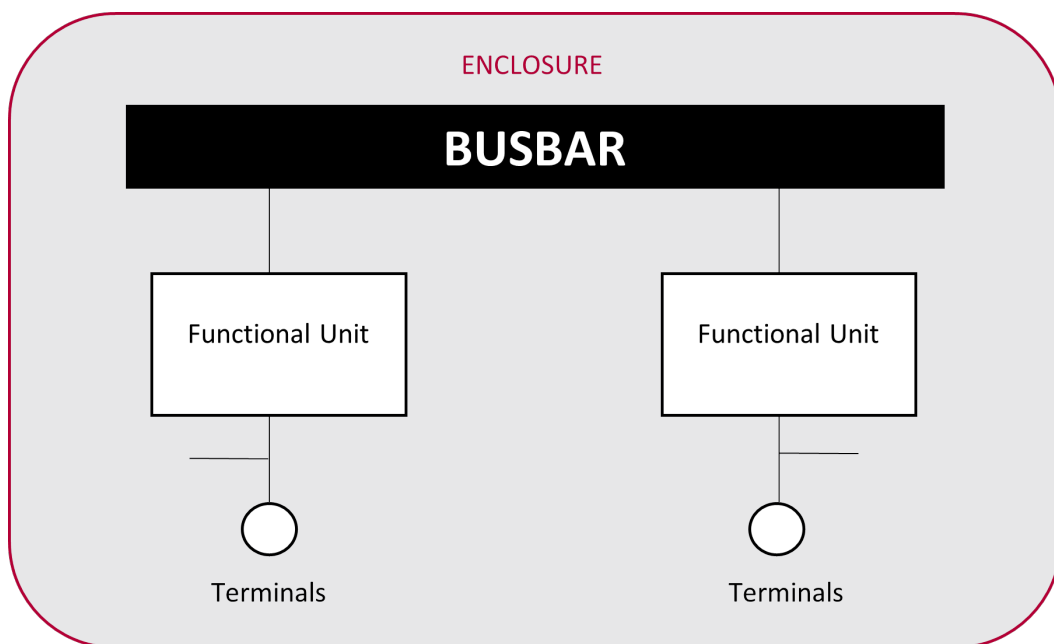 ENCLOSURE
BUSBAR
Functional Unit
Functional Unit
Terminals
Terminals